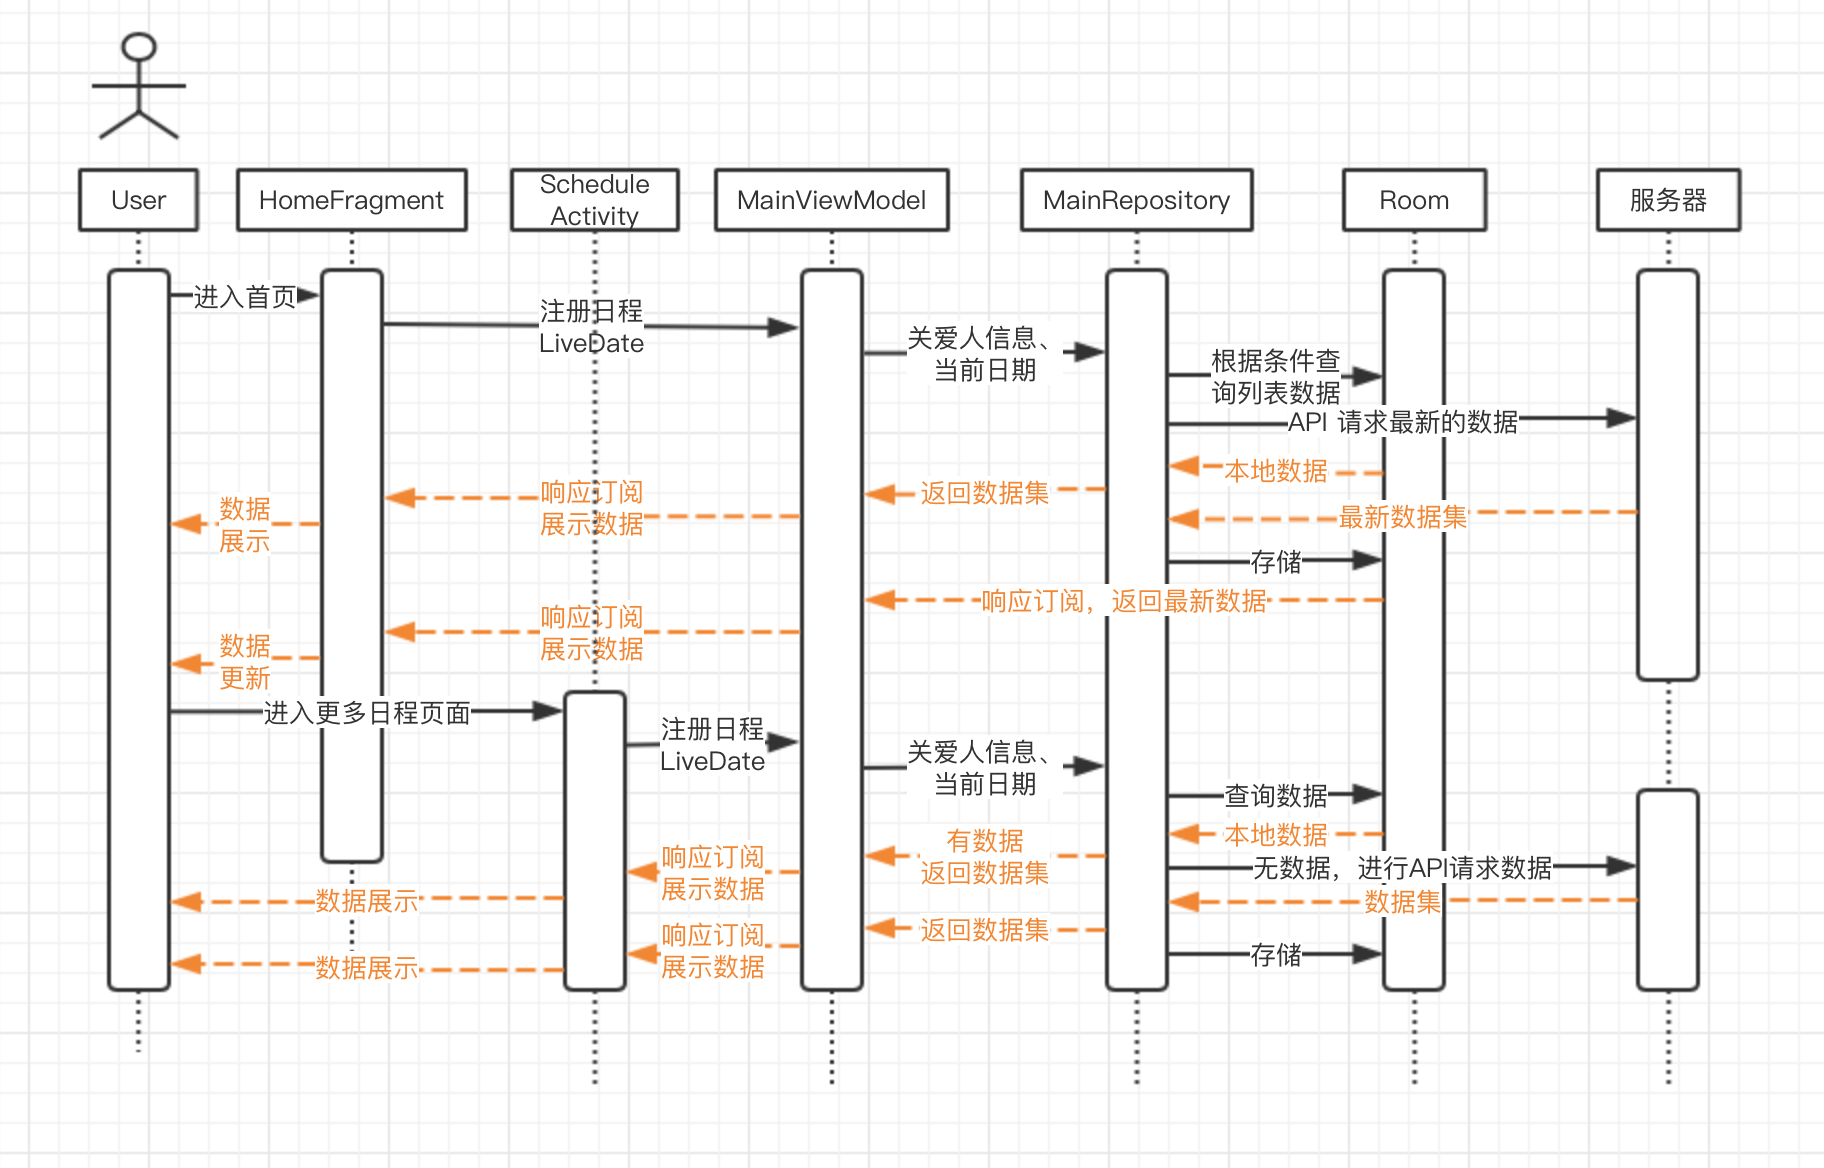 User
HomeFragment
Schedule
Activity
MainViewModel
MainRepository
Room
服务器
进入首页
注册日程
LiveDate
关爱人信息、
当前日期
根据条件查
询列表数据
API 请求最新的数据
本地数据
返回数据集
响应订阅
展示数据
数据
展示
最新数据集
存储
响应订阅，返回最新数据
响应订阅
展示数据
数据
更新
进入更多日程页面
注册日程
LiveDate
关爱人信息、
当前日期
查询数据
本地数据
有数据
返回数据集
响应订阅
展示数据
数据展示
无数据，进行API请求数据
数据集
返回数据集
响应订阅
展示数据
数据展示
存储